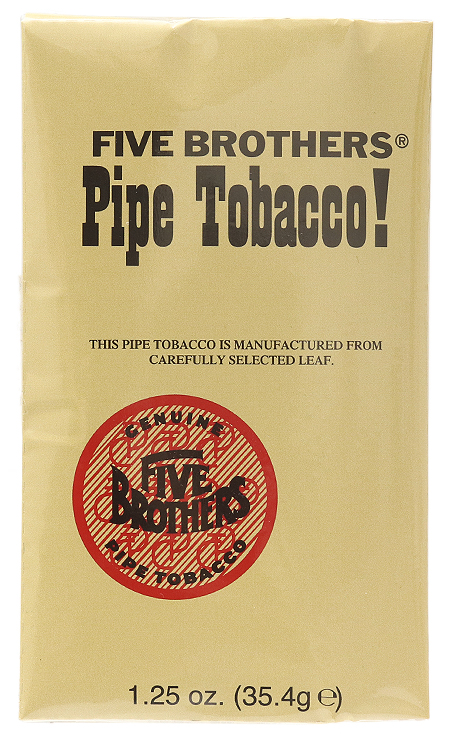 FIVE BROTHERS®
Pipe Tobacco!
THIS PIPE TOBACCO IS MANUFACTURED FROM
CAREFULLY SELECTED LEAF.
GENUINE
FIVE
BROTHERS
PIPE TOBACCO
1.25 oz. (35.4g ℮)